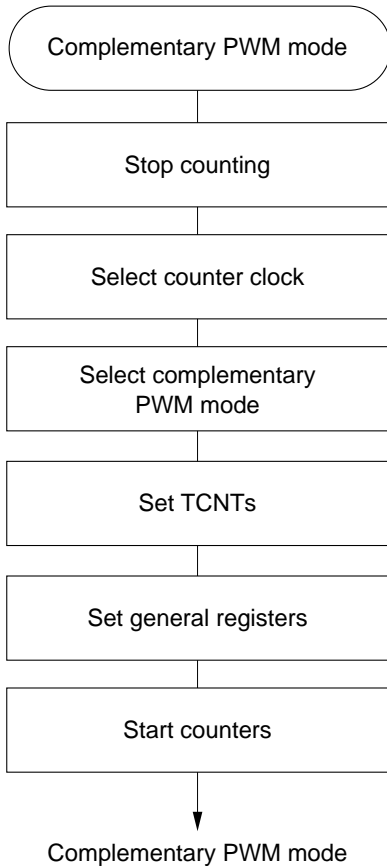 Complementary PWM mode
Stop counting
Select counter clock
Select complementary
PWM mode
Set TCNTs
Set general registers
Start counters
Complementary PWM mode